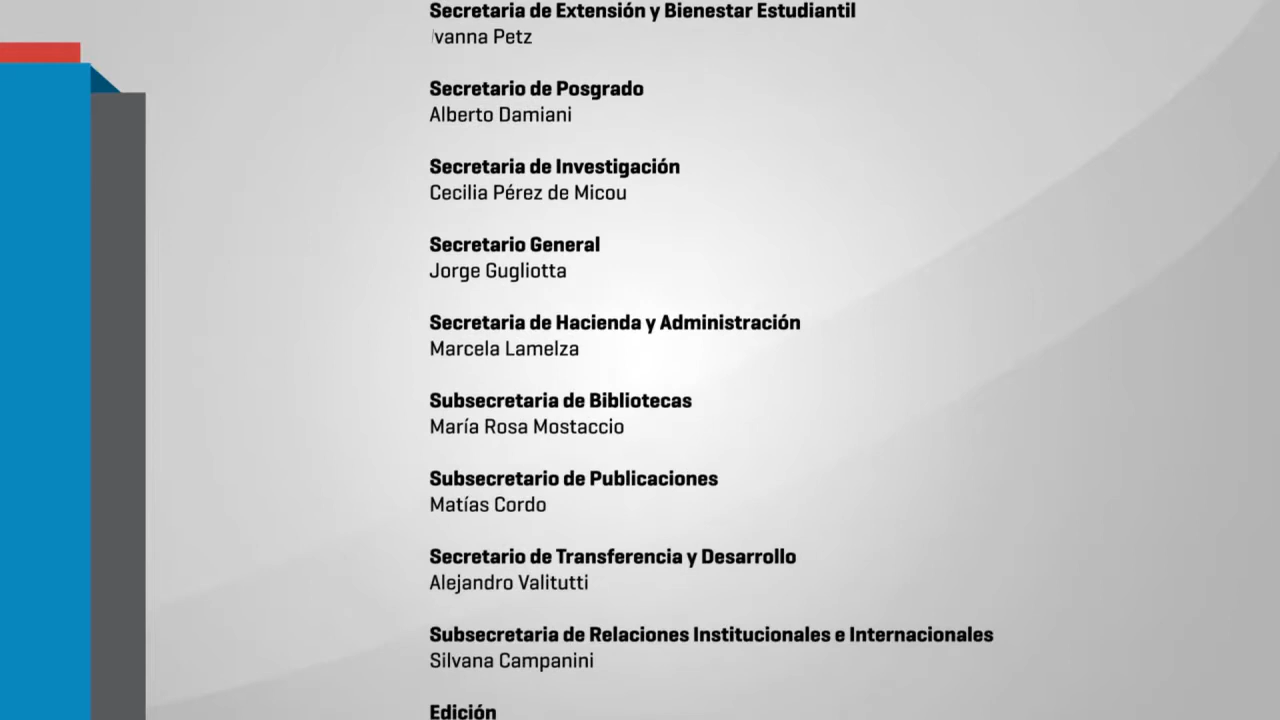 Secretaria de Extensión y Bienestar Estudiantil
Ivanna Petz
Secretario de Posgrado
Alberto Damiani
Secretaria de Investigación
Cecilia Pérez de Micou
Secretario General
Jorge Gugliotta
Secretaria de Hacienda y Administración
Marcela Lamelza
Subsecretaria de Bibliotecas
María Rosa Mostaccio
Subsecretario de Publicaciones
Matías Cordo
Secretario de Transferencia y Desarrollo
Alejandro Valitutti
Subsecretaria de Relaciones Institucionales e Internacionales
Silvana Campanini
Edición